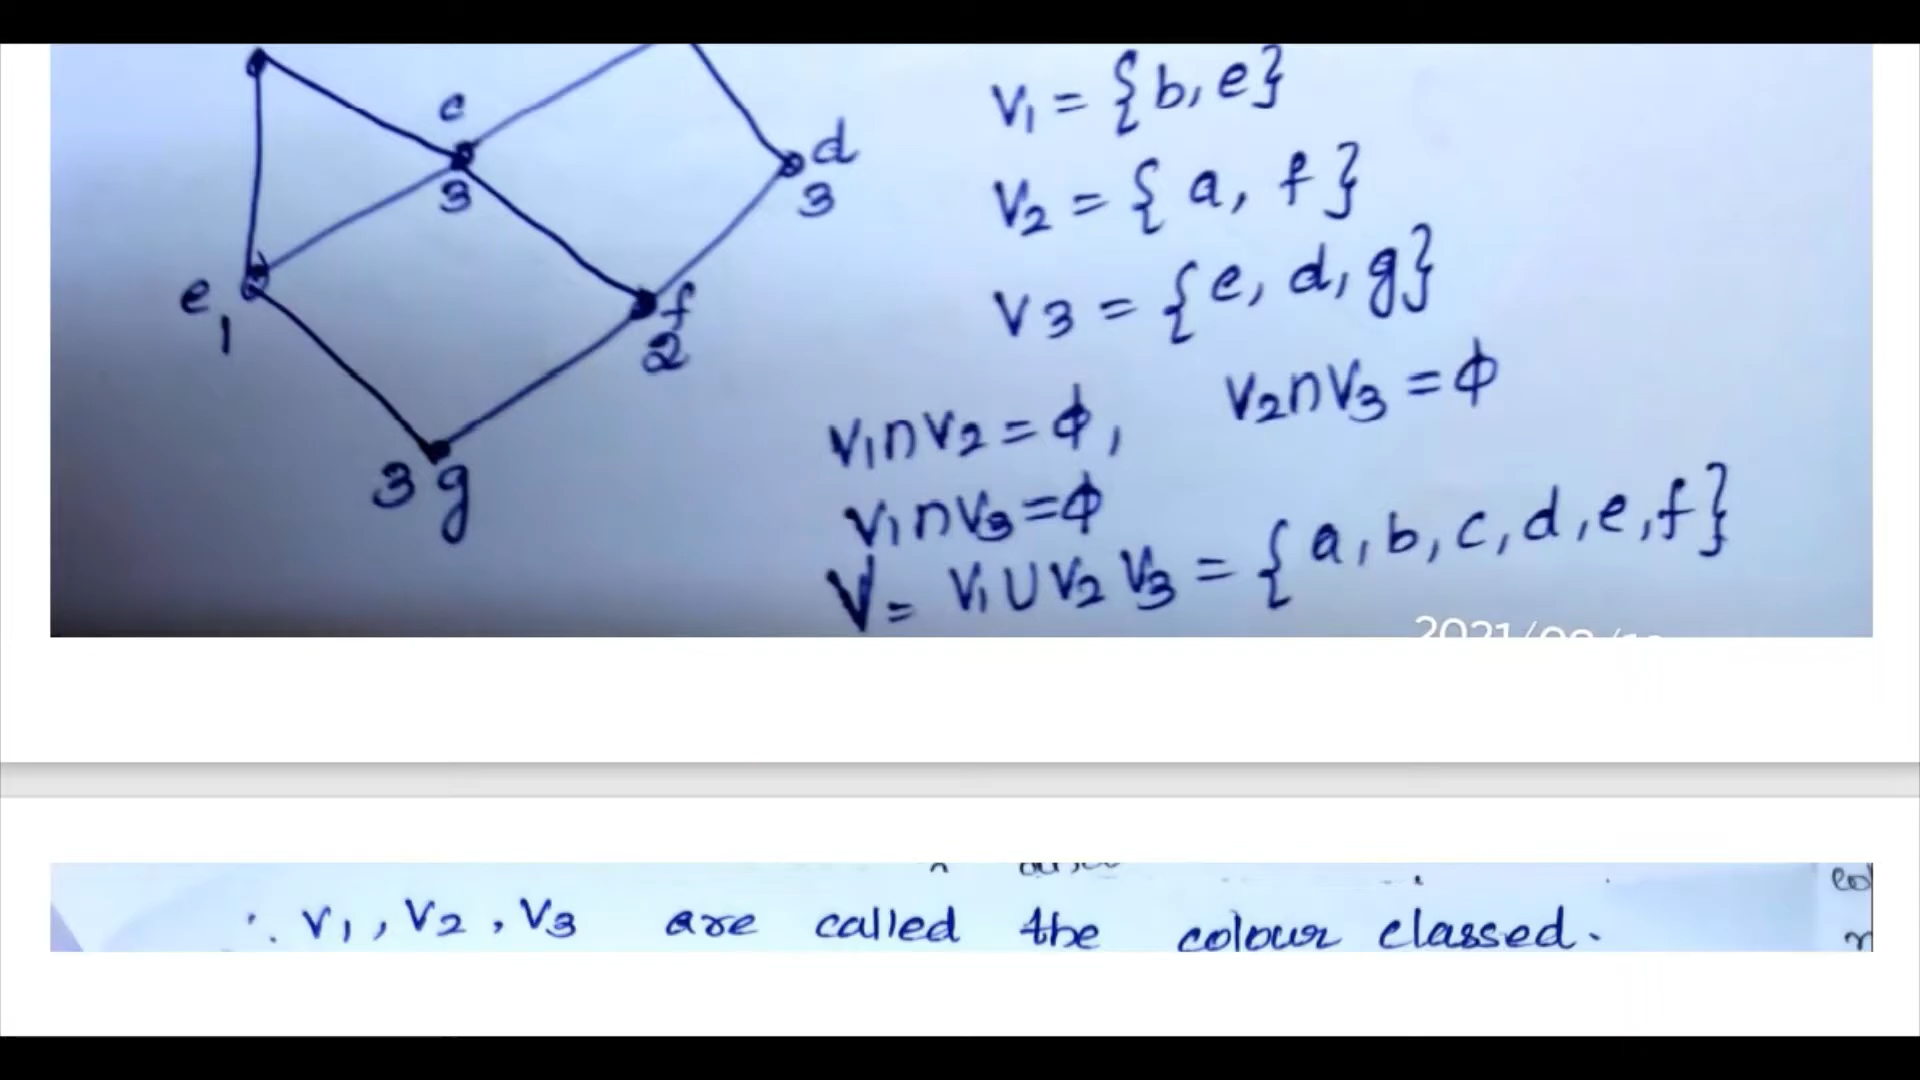 c
3
d
3
e
1
f
2
3 g
V1 = {b, e}
V2 = { a, f }
V3 = {e, d, g}
V1∩V2 = ϕ, V2∩V3 = ϕ
V1∩V3 = ϕ
V = V1 ∪ V2 V3 = { a, b, c, d, e, f}
∴ V1, V2, V3 are called the colour classed.